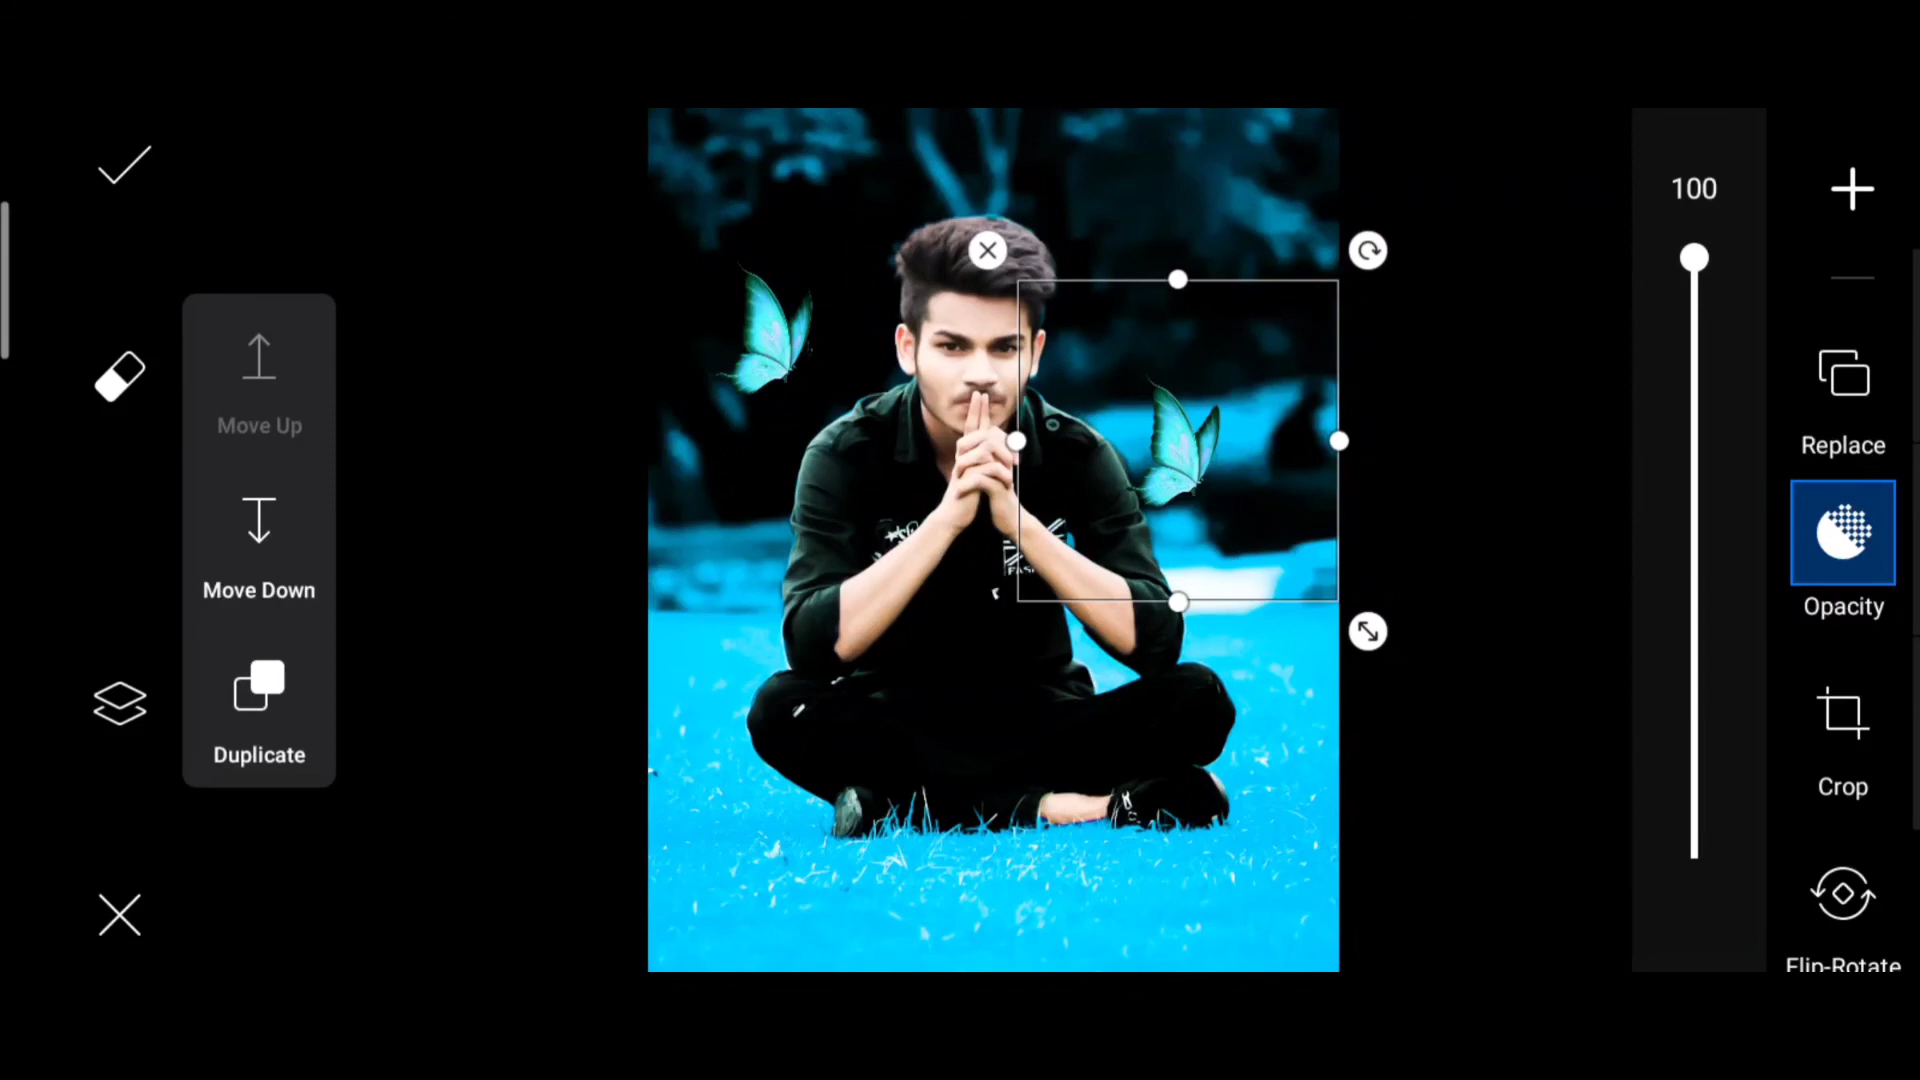 Move Up
Move Down
Duplicate
100
Replace
Opacity
Crop
Flip-Rotate